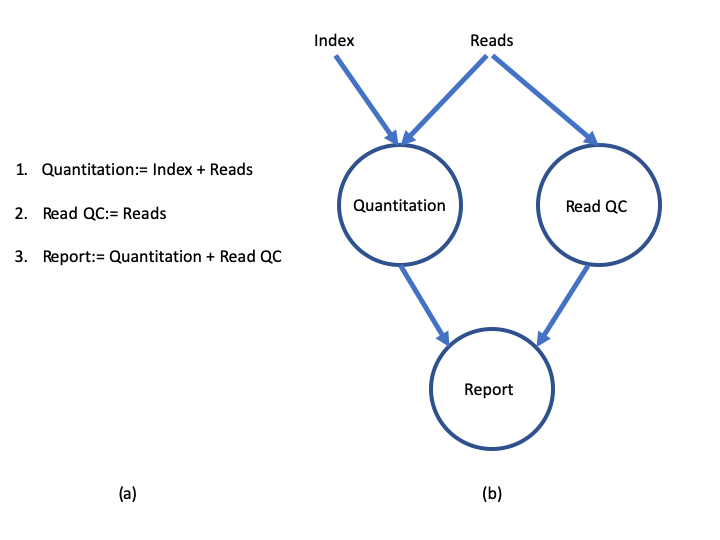 Index
Reads
1. Quantitation:= Index + Reads
2. Read QC:= Reads
3. Report:= Quantitation + Read QC
Quantitation
Read QC
Report
(a)
(b)